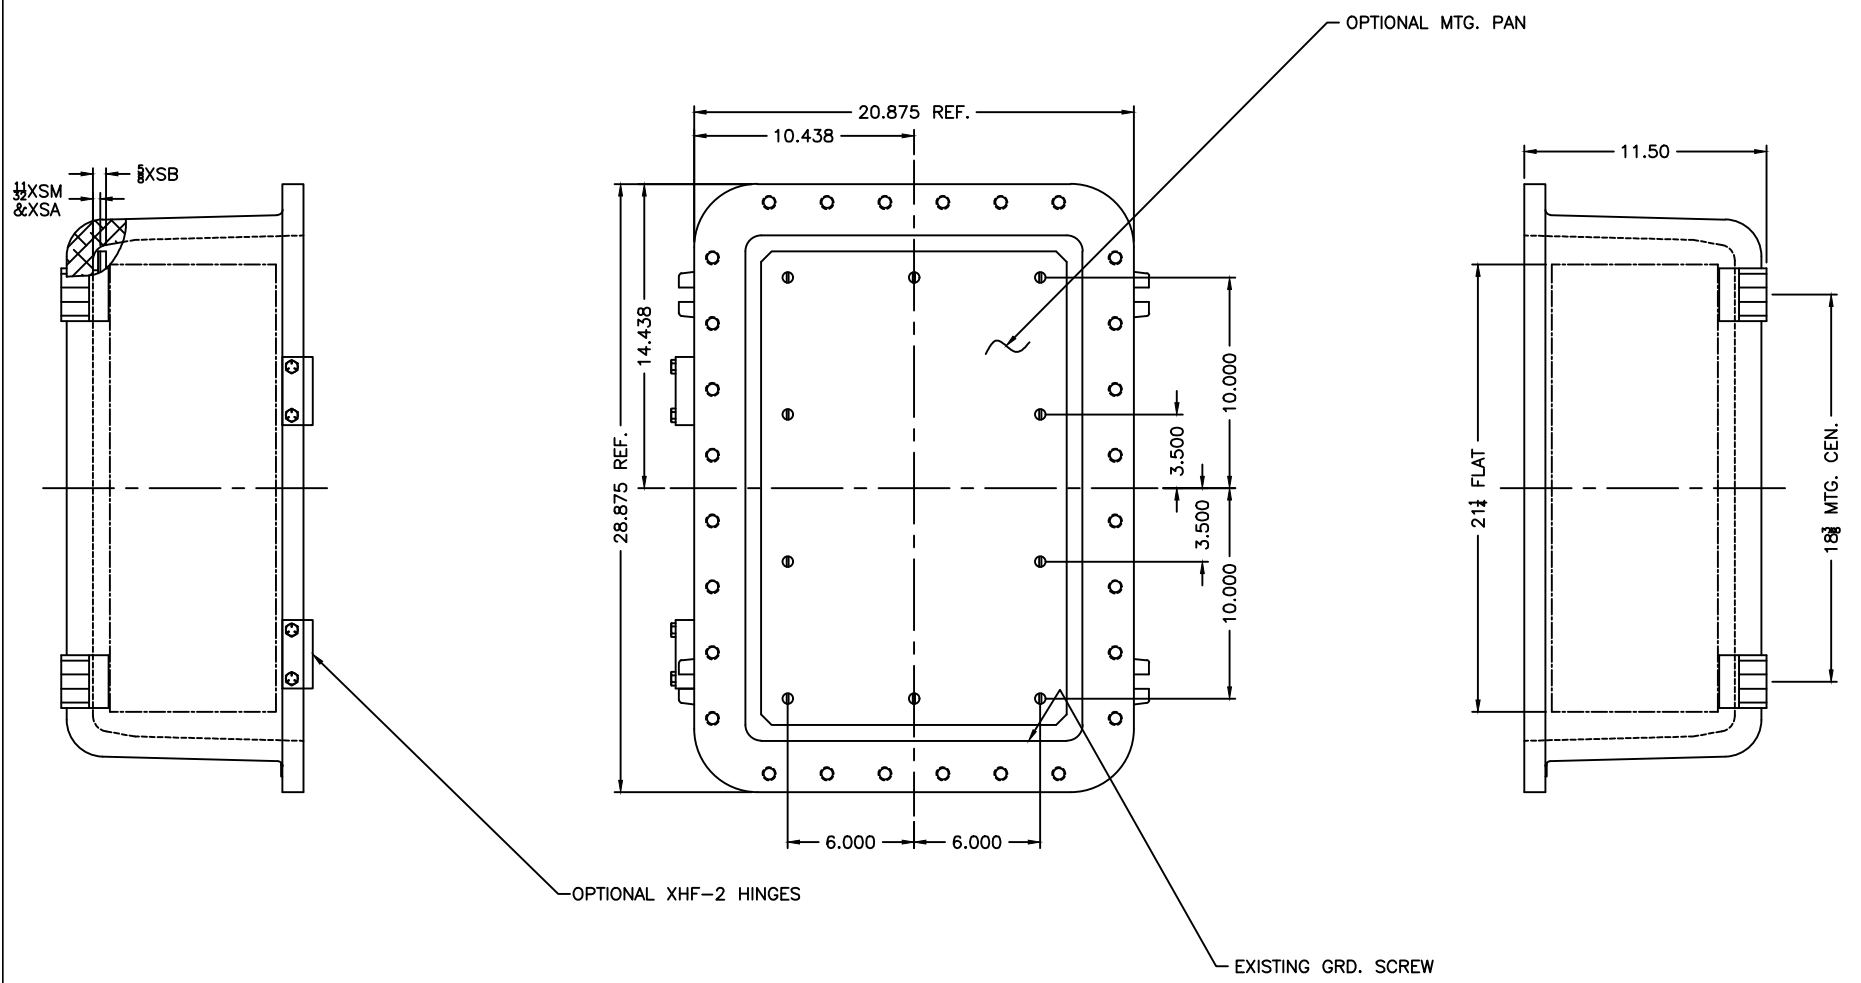 OPTIONAL MTG. PAN
20.875 REF.
10.438
11.50
5/8XSB
11/32XSM
&XSA
14.438
10.000
3.500
28.875 REF.
3.500
10.000
21 1/4 FLAT
18 3/8 MTG. CEN.
6.000
6.000
OPTIONAL XHF-2 HINGES
EXISTING GRD. SCREW